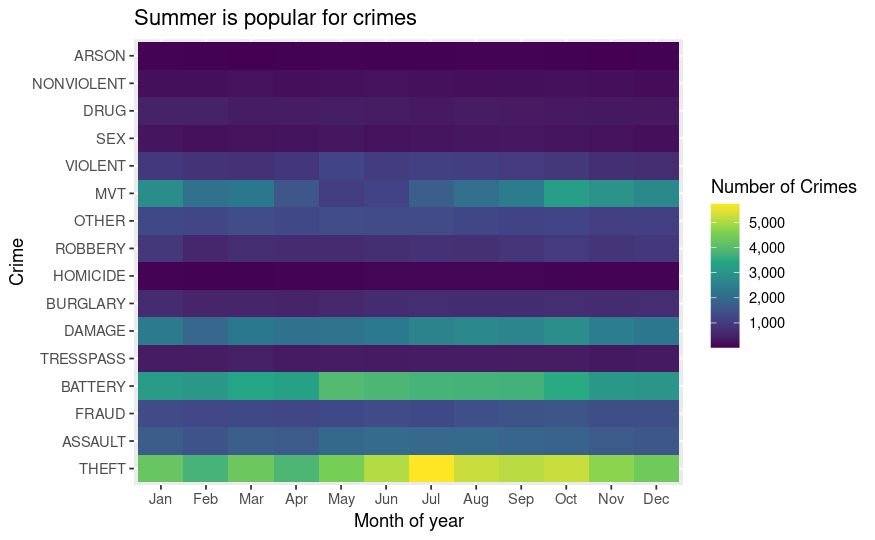 Summer is popular for crimes
ARSON
NONVIOLENT
DRUG
SEX
VIOLENT
MVT
OTHER
ROBBERY
HOMICIDE
BURGLARY
DAMAGE
TRESSPASS
BATTERY
FRAUD
ASSAULT
THEFT
Crime
Jan Feb Mar Apr May Jun Jul Aug Sep Oct Nov Dec
Month of year
Number of Crimes
5,000
4,000
3,000
2,000
1,000